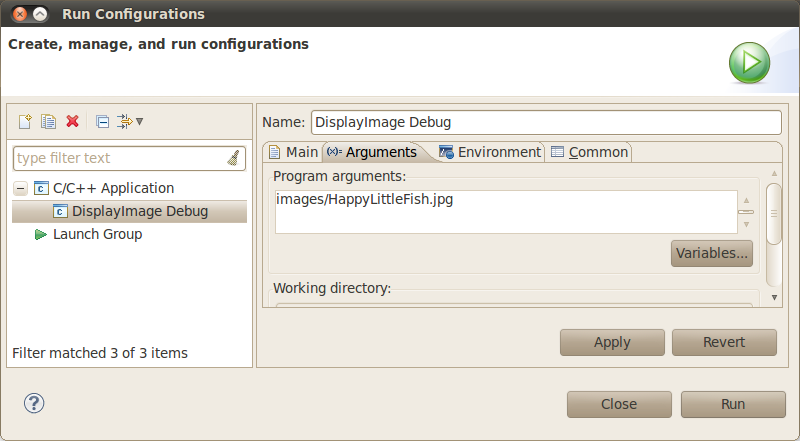 Run Configurations
Create, manage, and run configurations
Name: DisplayImage Debug
type filter text
Main (x)= Arguments Environment Common
C/C++ Application
DisplayImage Debug
Launch Group
Program arguments:
images/HappyLittleFish.jpg
Variables...
Working directory:
Filter matched 3 of 3 items
Apply Revert
? Close Run